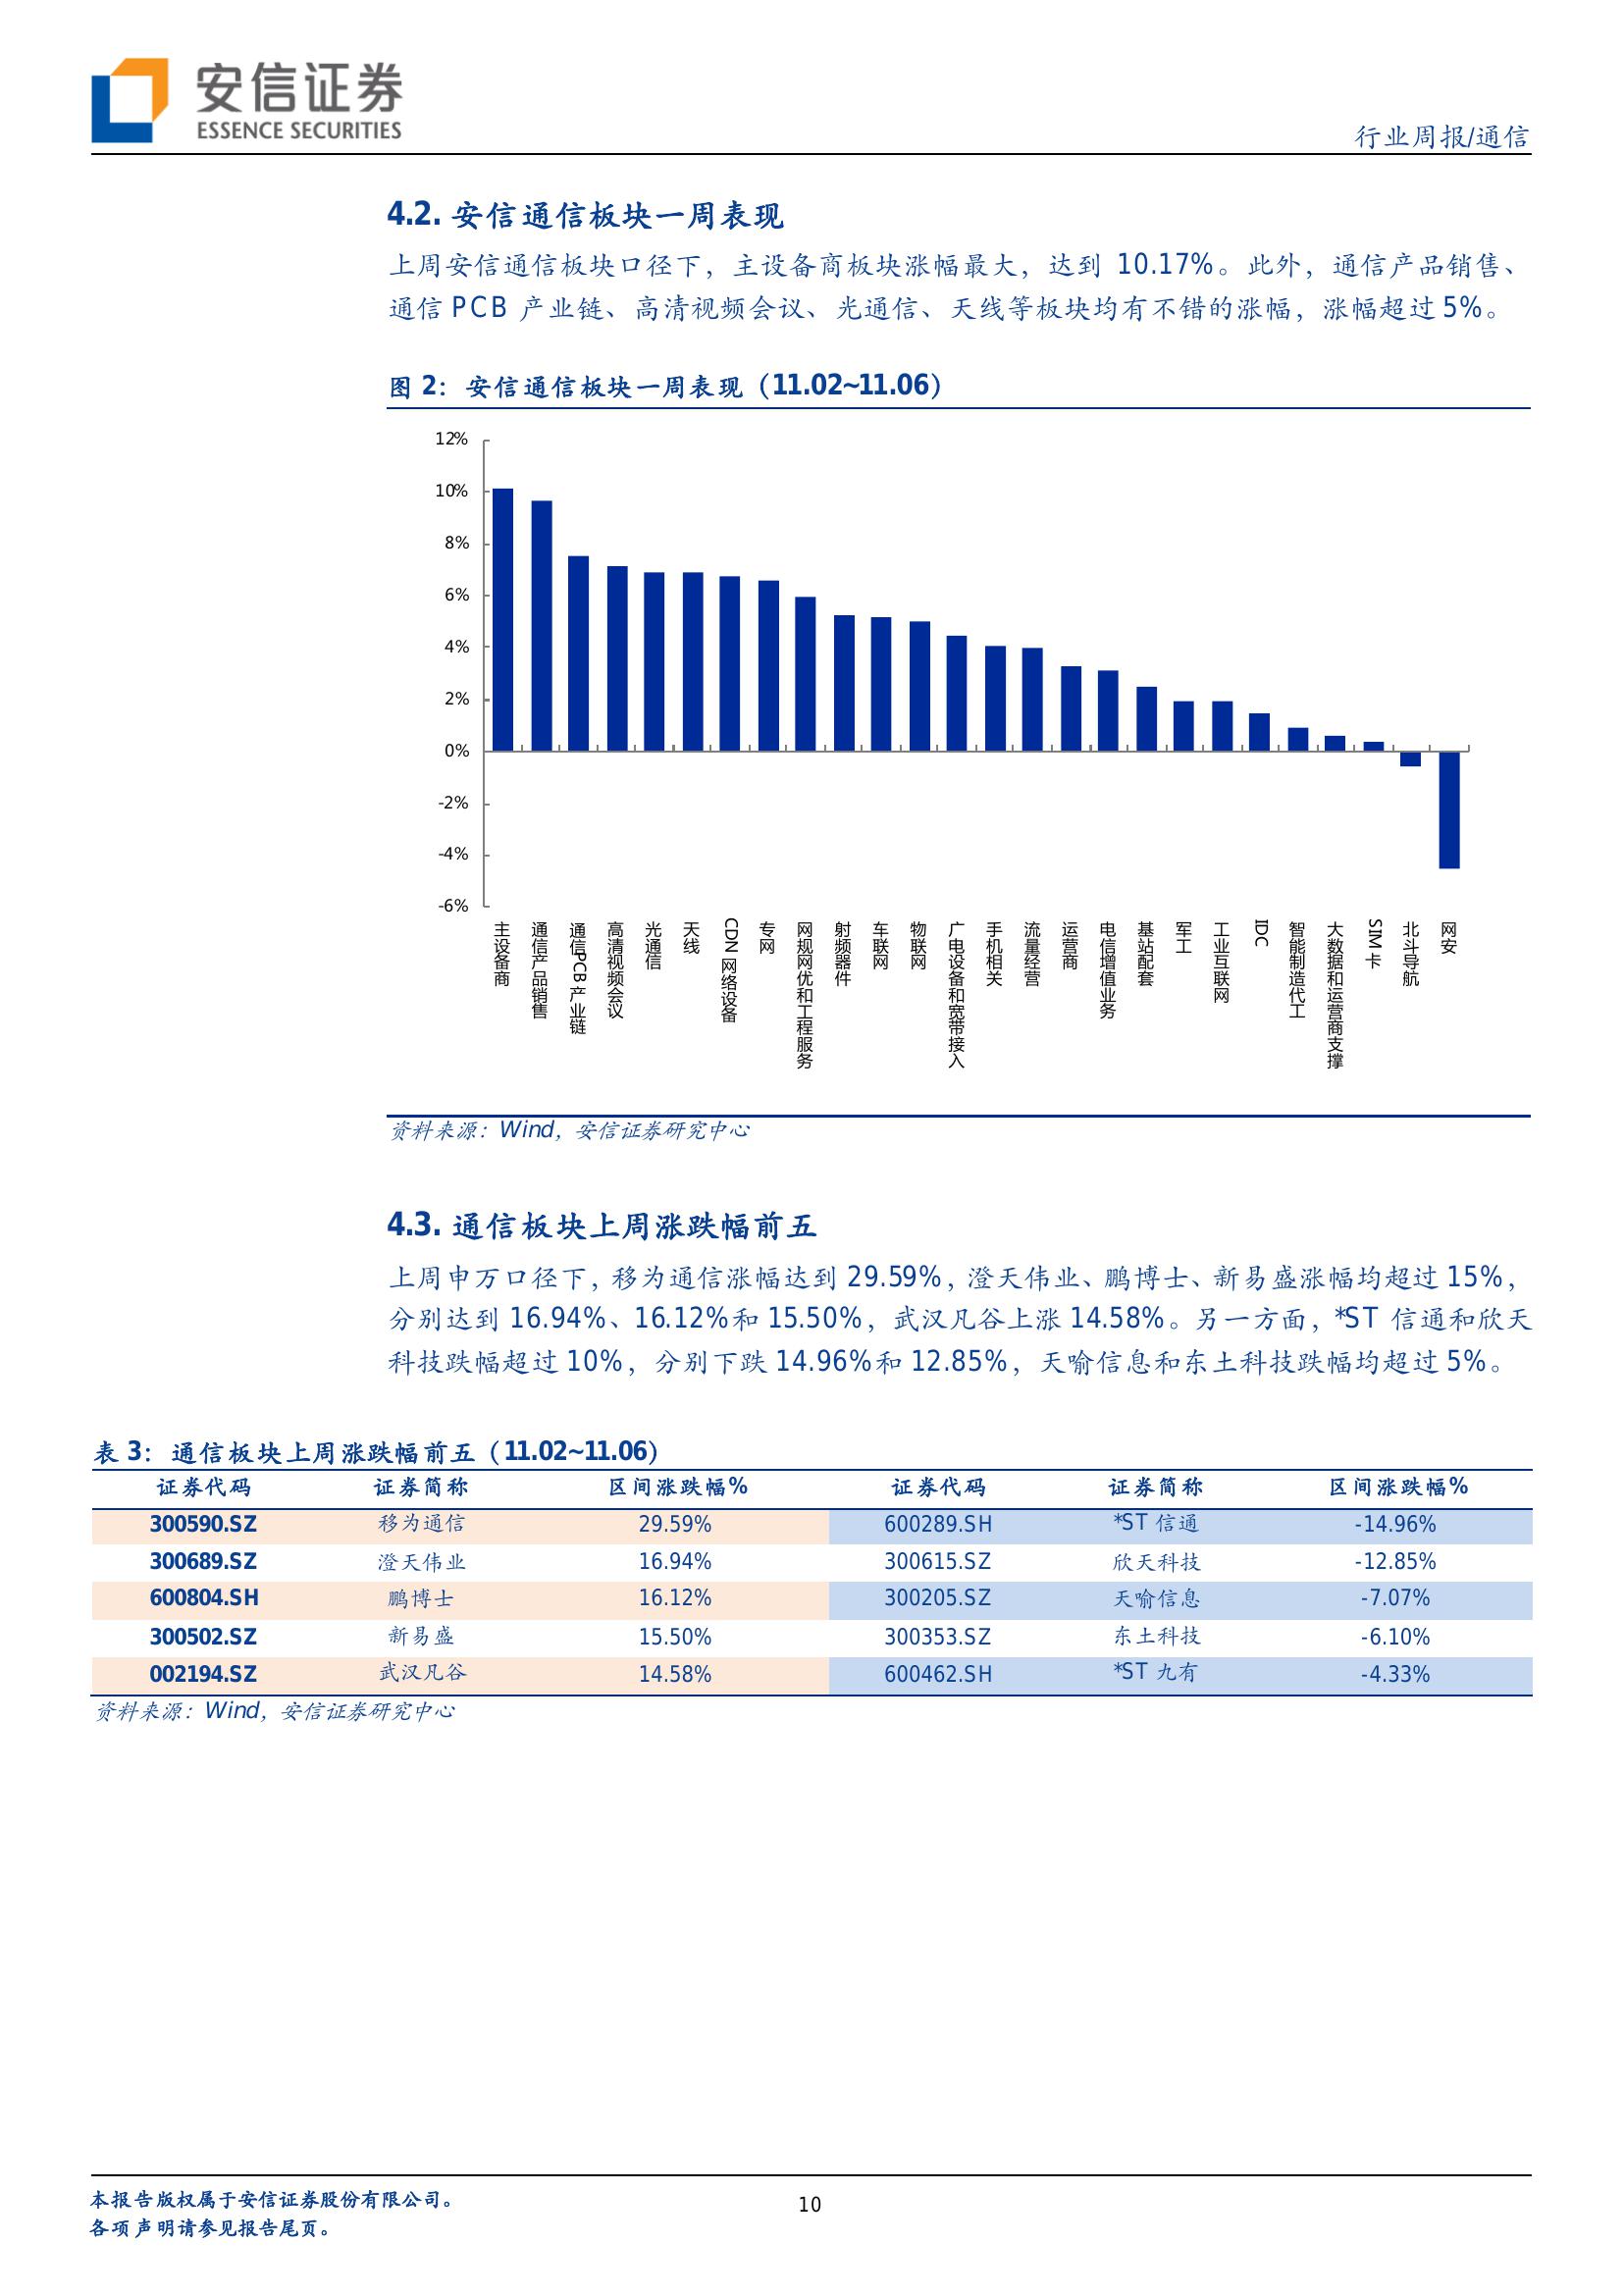 安信证券
ESSENCE SECURITIES
行业周报/通信
4.2. 安信通信板块一周表现
上周安信通信板块口径下，主设备商板块涨幅最大，达到 10.17%。此外，通信产品销售、
通信 PCB 产业链、高清视频会议、光通信、天线等板块均有不错的涨幅，涨幅超过 5%。
图 2：安信通信板块一周表现（11.02~11.06）
12%
10%
8%
6%
4%
2%
0%
-2%
-4%
-6%
主设备商
通信产品销售
通信PCB 产业链
高清视频会议
光通信
天线
CDN 网络设备
专网
网规网优和工程服务
射频器件
车联网
物联网
广电设备和宽带接入
手机相关
流量经营
运营商
电信增值业务
基站配套
军工
工业互联网
IDC
智能制造代工
大数据和运营商支撑
SIM 卡
北斗导航
网安
资料来源：Wind，安信证券研究中心
4.3. 通信板块上周涨跌幅前五
上周申万口径下，移为通信涨幅达到 29.59%，澄天伟业、鹏博士、新易盛涨幅均超过 15%，
分别达到 16.94%、16.12%和 15.50%，武汉凡谷上涨 14.58%。另一方面，*ST 信通和欣天
科技跌幅超过 10%，分别下跌 14.96%和 12.85%，天喻信息和东土科技跌幅均超过 5%。
表 3：通信板块上周涨跌幅前五（11.02~11.06）
证券代码 证券简称 区间涨跌幅% 证券代码 证券简称 区间涨跌幅%
300590.SZ 移为通信 29.59% 600289.SH *ST 信通 -14.96%
300689.SZ 澄天伟业 16.94% 300615.SZ 欣天科技 -12.85%
600804.SH 鹏博士 16.12% 300205.SZ 天喻信息 -7.07%
300502.SZ 新易盛 15.50% 300353.SZ 东土科技 -6.10%
002194.SZ 武汉凡谷 14.58% 600462.SH *ST 九有 -4.33%
资料来源：Wind，安信证券研究中心
本报告版权属于安信证券股份有限公司。
各项声明请参见报告尾页。
10